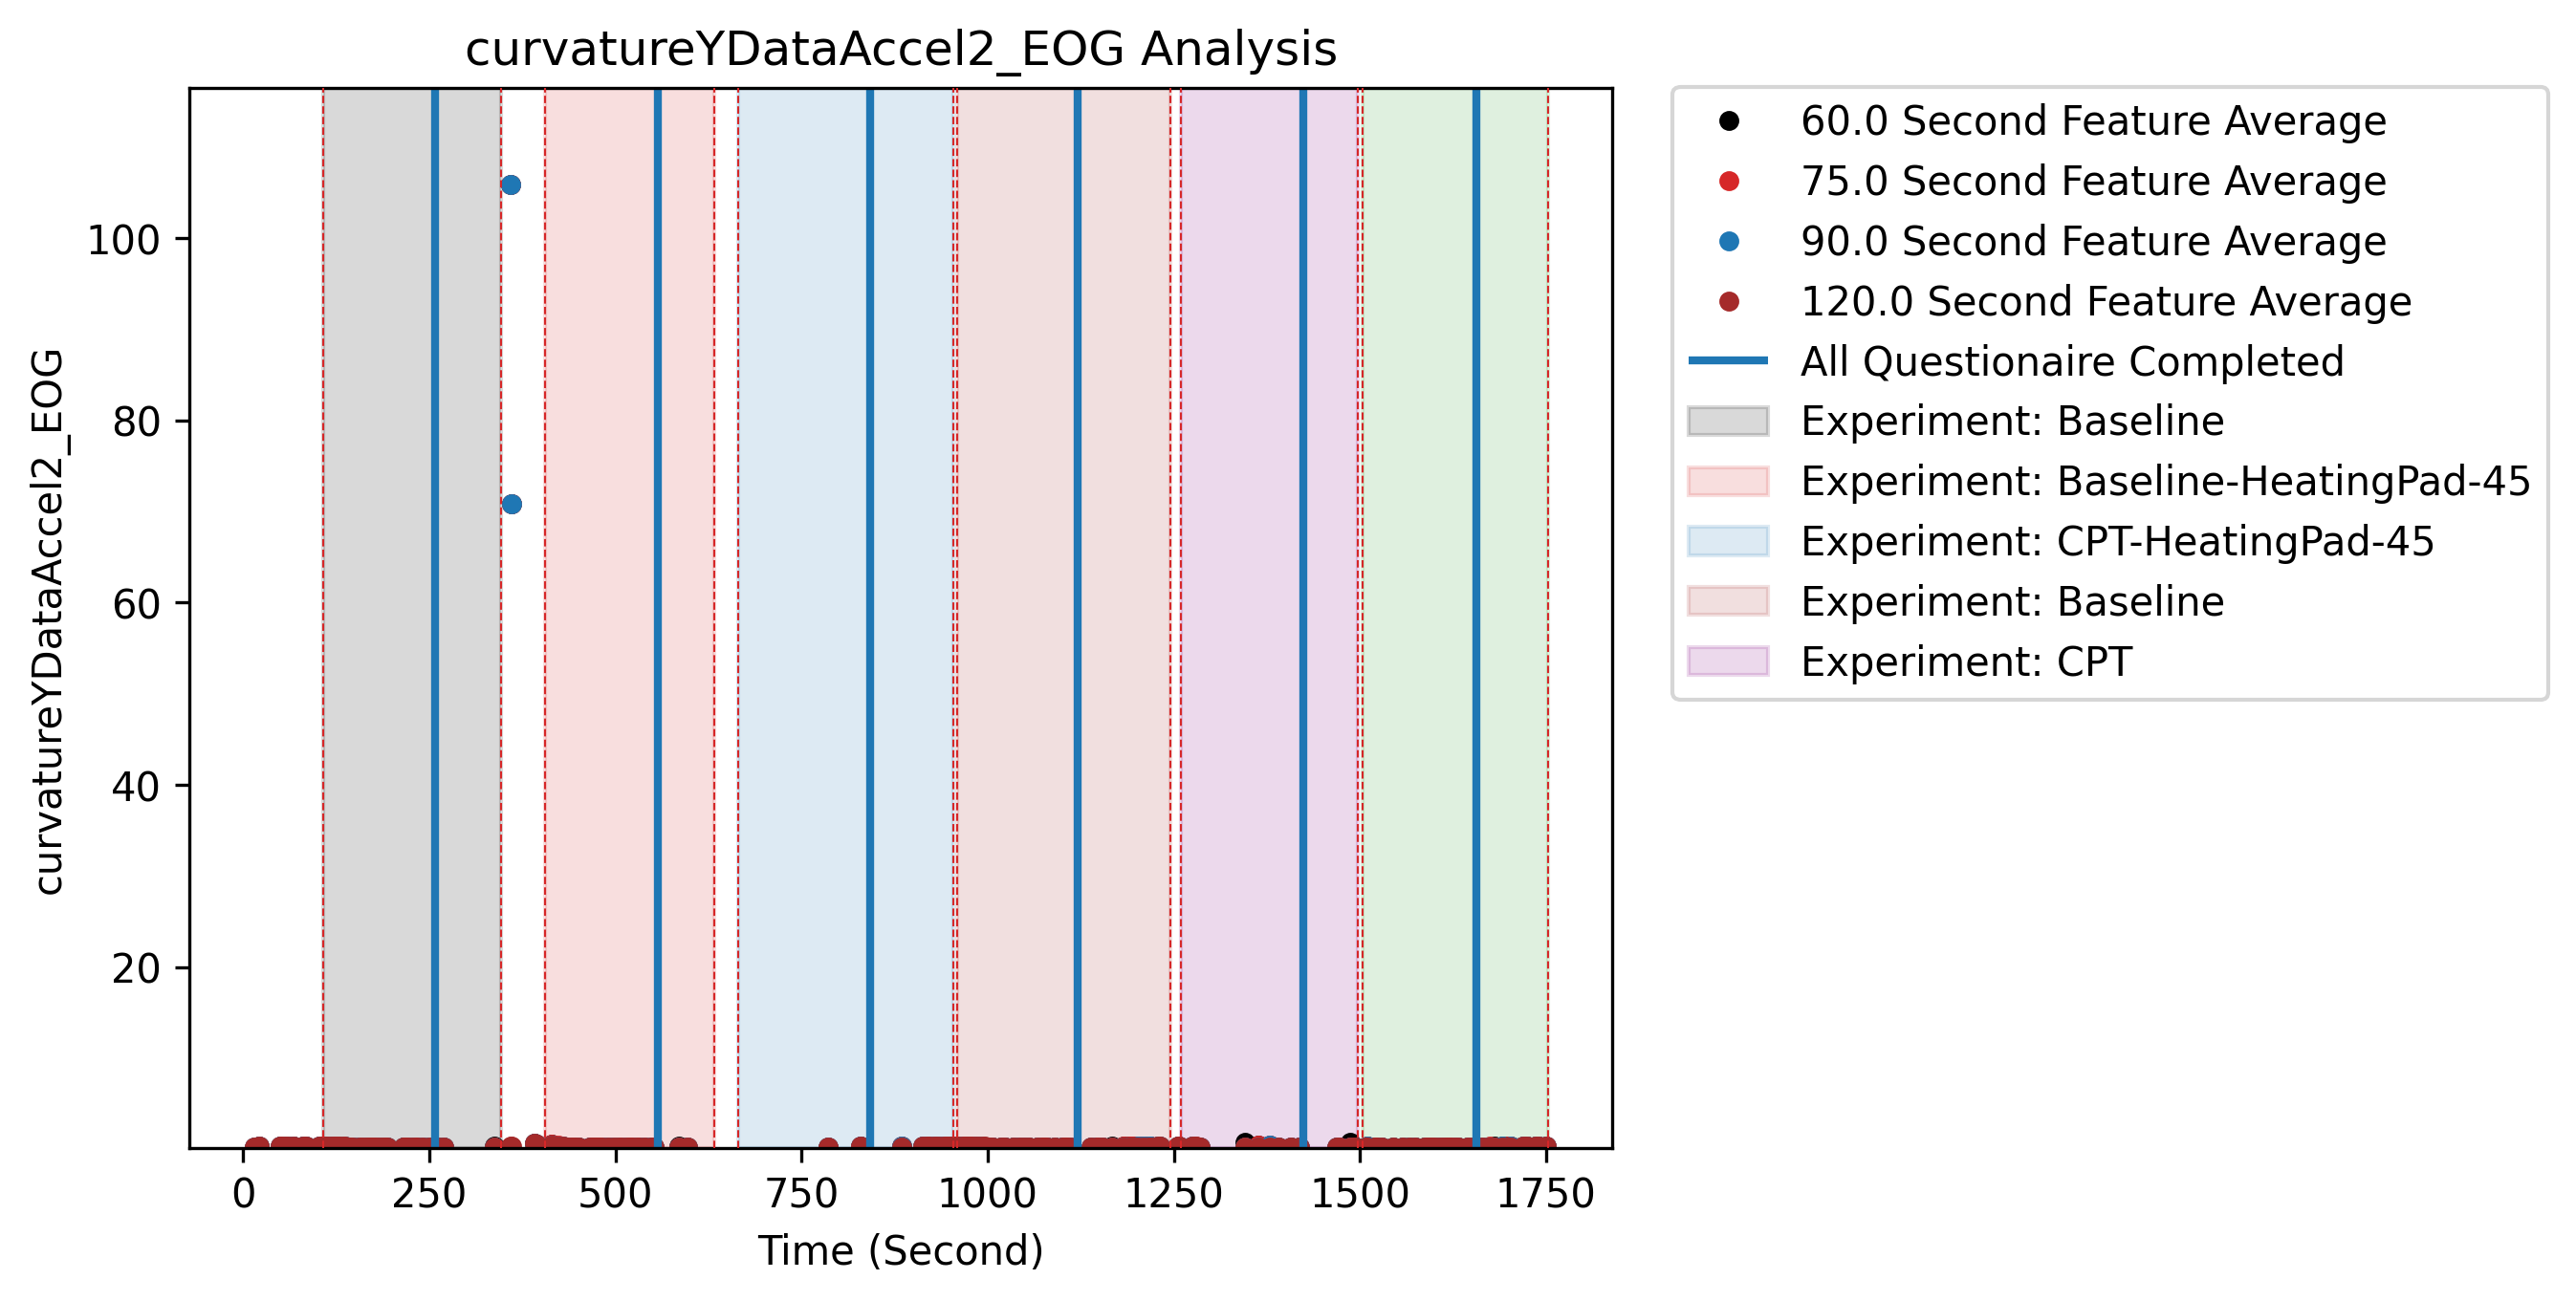 curvatureYDataAccel2_EOG Analysis
curvatureYDataAccel2_EOG
100
80
60
40
20
0 250 500 750 1000 1250 1500 1750
Time (Second)
60.0 Second Feature Average
75.0 Second Feature Average
90.0 Second Feature Average
120.0 Second Feature Average
All Questionaire Completed
Experiment: Baseline
Experiment: Baseline-HeatingPad-45
Experiment: CPT-HeatingPad-45
Experiment: Baseline
Experiment: CPT